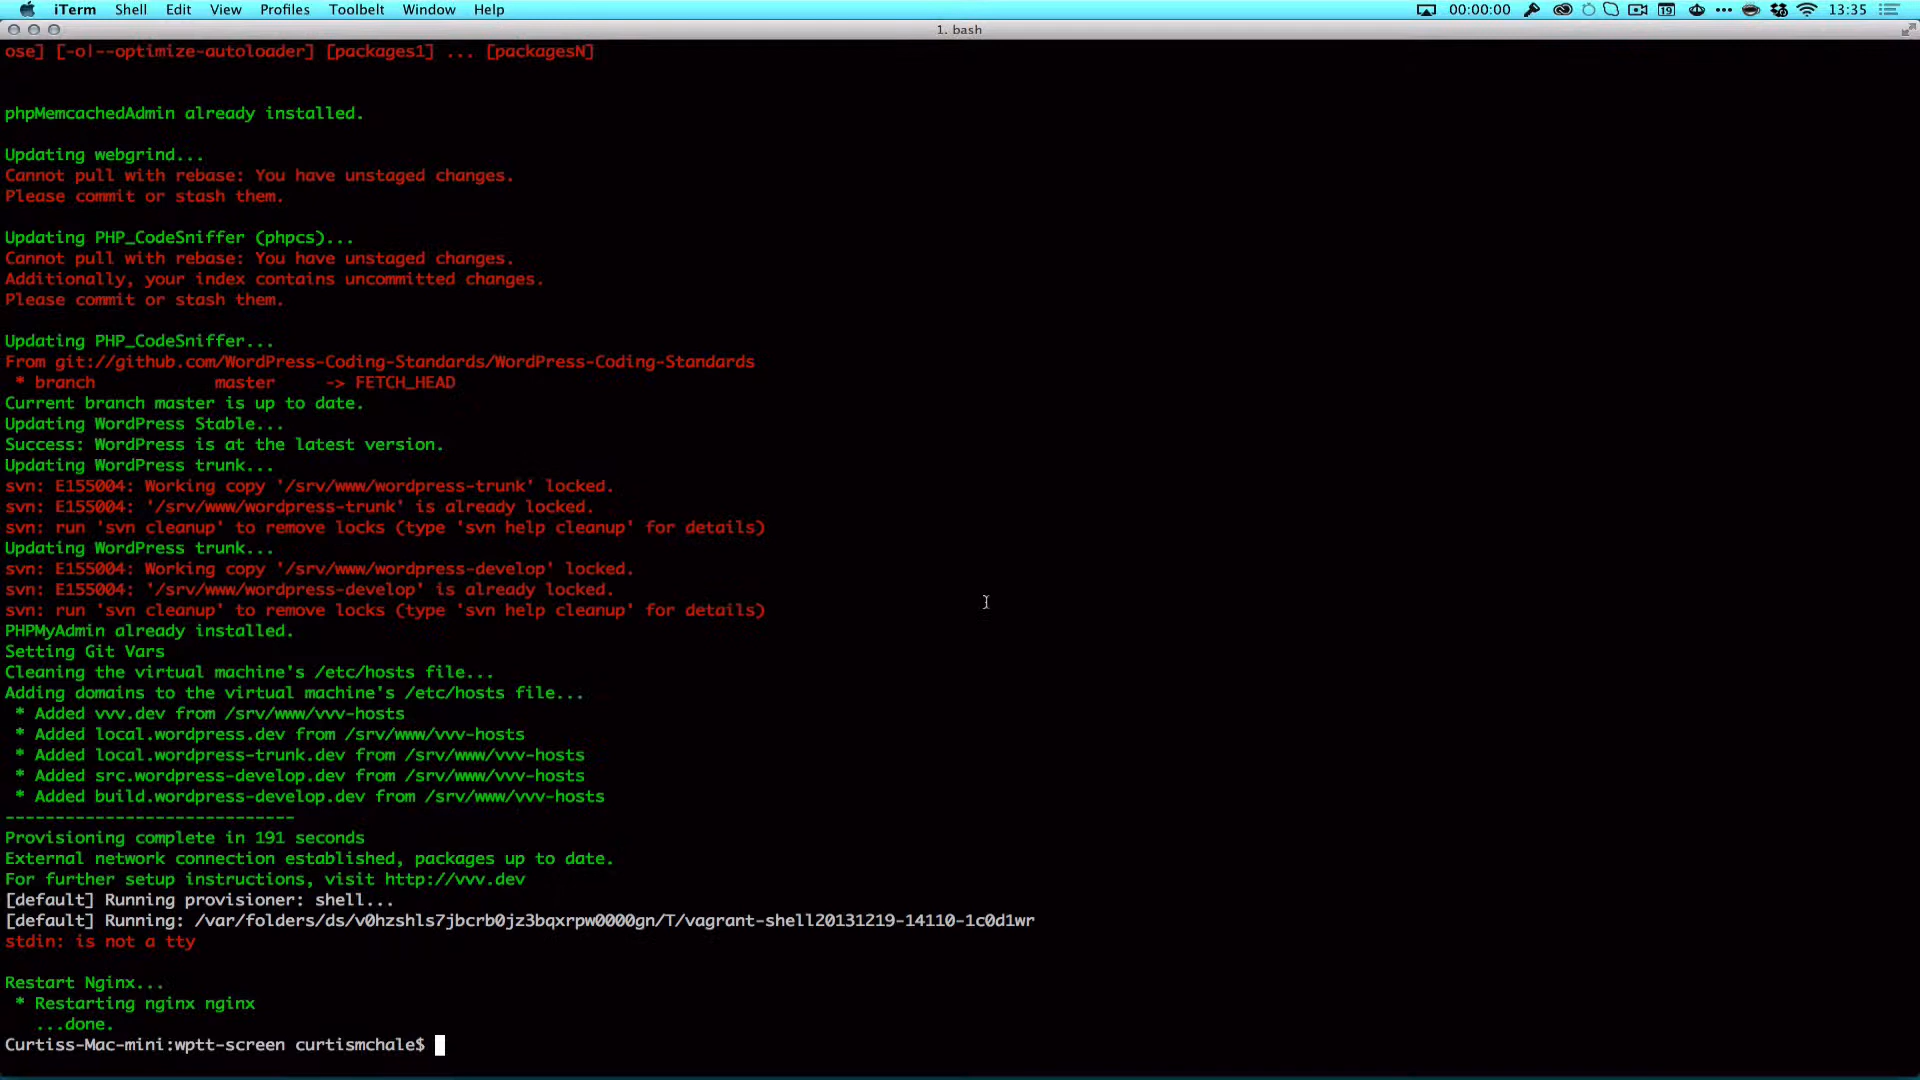 iTerm Shell Edit View Profiles Toolbelt Window Help 00:00:00 19 13:35
1. bash
ose] [-o|--optimize-autoloader] [packages1] ... [packagesN]
phpMemcachedAdmin already installed.
Updating webgrind...
Cannot pull with rebase: You have unstaged changes.
Please commit or stash them.
Updating PHP_CodeSniffer (phpcs)...
Cannot pull with rebase: You have unstaged changes.
Additionally, your index contains uncommitted changes.
Please commit or stash them.
Updating PHP_CodeSniffer...
From git://github.com/WordPress-Coding-Standards/WordPress-Coding-Standards
 * branch            master     -> FETCH_HEAD
Current branch master is up to date.
Updating WordPress Stable...
Success: WordPress is at the latest version.
Updating WordPress trunk...
svn: E155004: Working copy '/srv/www/wordpress-trunk' locked.
svn: E155004: '/srv/www/wordpress-trunk' is already locked.
svn: run 'svn cleanup' to remove locks (type 'svn help cleanup' for details)
Updating WordPress trunk...
svn: E155004: Working copy '/srv/www/wordpress-develop' locked.
svn: E155004: '/srv/www/wordpress-develop' is already locked.
svn: run 'svn cleanup' to remove locks (type 'svn help cleanup' for details)
PHPMyAdmin already installed.
Setting Git Vars
Cleaning the virtual machine's /etc/hosts file...
Adding domains to the virtual machine's /etc/hosts file...
 * Added vvv.dev from /srv/www/vvv-hosts
 * Added local.wordpress.dev from /srv/www/vvv-hosts
 * Added local.wordpress-trunk.dev from /srv/www/vvv-hosts
 * Added src.wordpress-develop.dev from /srv/www/vvv-hosts
 * Added build.wordpress-develop.dev from /srv/www/vvv-hosts
-----------------------------
Provisioning complete in 191 seconds
External network connection established, packages up to date.
For further setup instructions, visit http://vvv.dev
[default] Running provisioner: shell...
[default] Running: /var/folders/ds/v0hzshls7jbcrb0jz3bqxrpw0000gn/T/vagrant-shell20131219-14110-1c0d1wr
stdin: is not a tty
Restart Nginx...
 * Restarting nginx nginx
   ...done.
Curtiss-Mac-mini:wptt-screen curtismchale$